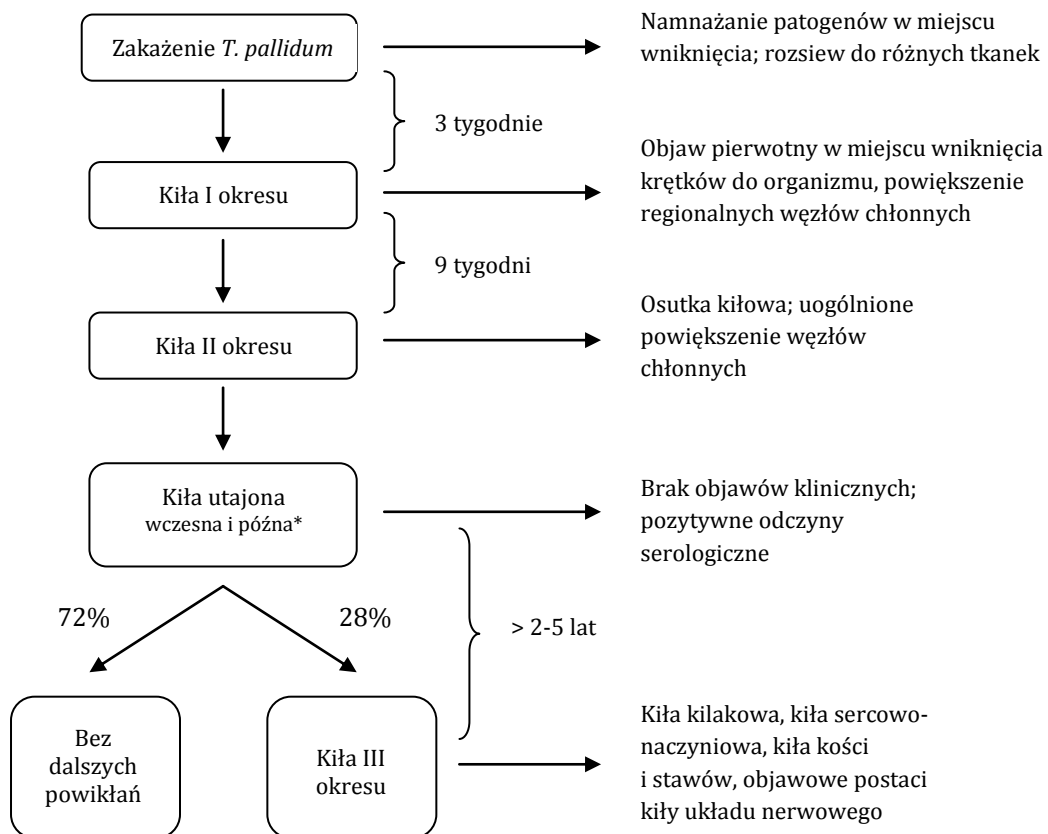 Zakażenie T. pallidum
Namnażanie patogenów w miejscu
wniknięcia; rozsiew do różnych tkanek
3 tygodnie
Kiła I okresu
Objaw pierwotny w miejscu wniknięcia
krętków do organizmu, powiększenie
regionalnych węzłów chłonnych
9 tygodni
Kiła II okresu
Osutka kiłowa; uogólnione
powiększenie węzłów
chłonnych
Kiła utajona
wczesna i późna*
Brak objawów klinicznych;
pozytywne odczyny
serologiczne
72%
28%
> 2-5 lat
Bez
dalszych
powikłań
Kiła III
okresu
Kiła kilakowa, kiła sercowo-
naczyniowa, kiła kości
i stawów, objawowe postaci
kiły układu nerwowego